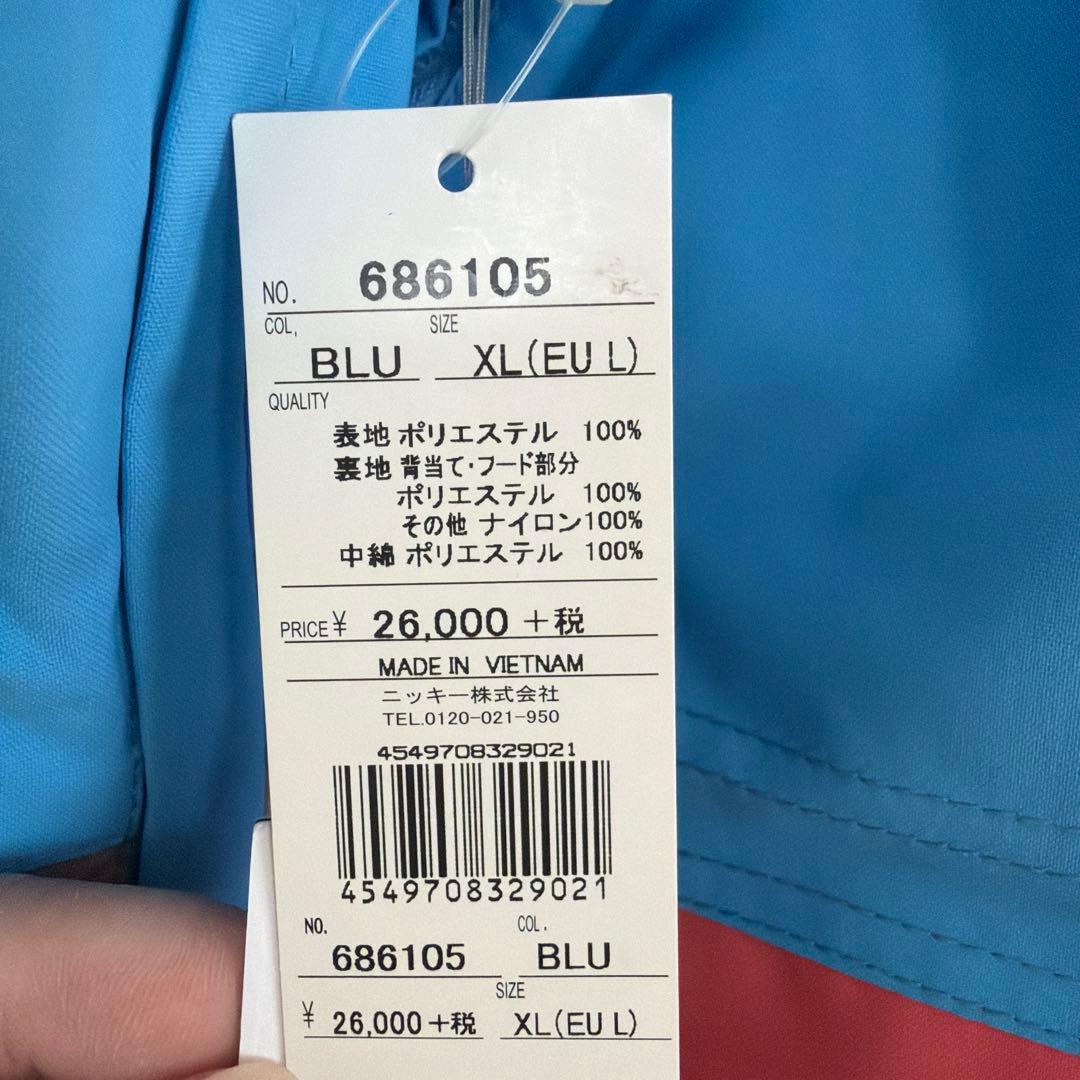 NO. 686105
COL, SIZE
BLU XL(EU L)
QUALITY
表地 ポリエステル 100%
裏地 背当て・フード部分
ポリエステル 100%
その他 ナイロン100%
中綿 ポリエステル 100%
PRICE ¥ 26,000 +税
MADE IN VIETNAM
ニッキー株式会社
TEL.0120-021-950
4549708329021
4549708329021
NO. COL.
686105 BLU
SIZE
¥ 26,000+税 XL(EU L)